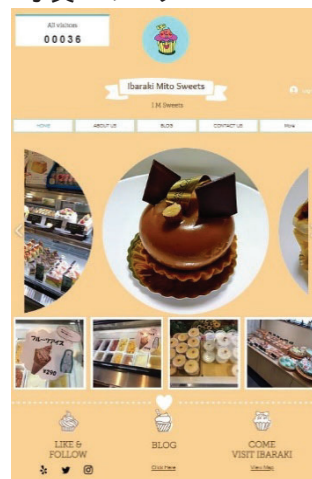 All visitors
00036
Ibaraki Mito Sweets
I.M.Sweets
HOME
ABOUT US
BLOG
CONTACT US
More
フルーツアイス
¥290
LIKE &
FOLLOW
BLOG
Click Here
COME
VISIT IBARAKI
View Map